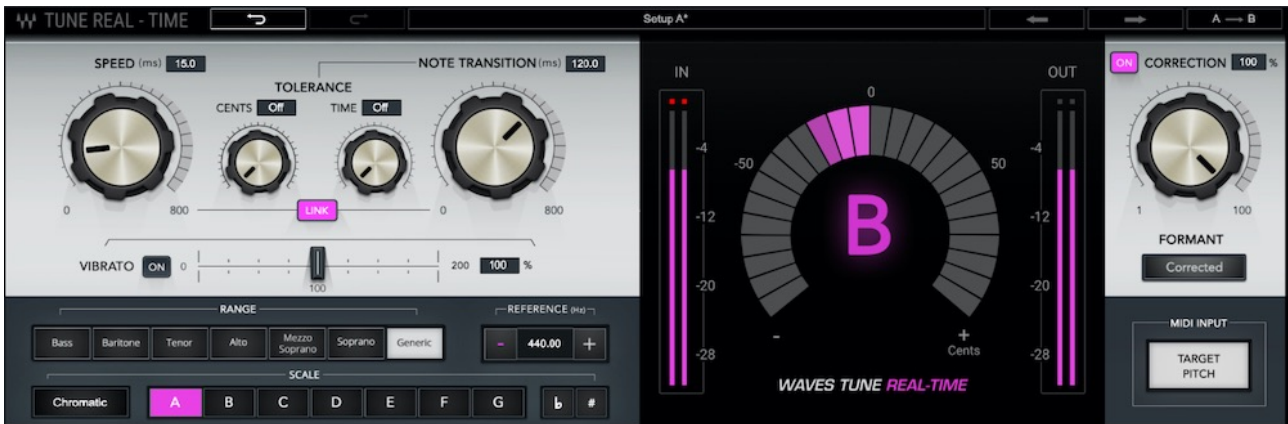 TUNE REAL - TIME
Setup A*
A → B
SPEED (ms) 15.0
NOTE TRANSITION (ms) 120.0
TOLERANCE
CENTS Off
TIME Off
0 800
LINK
0 800
VIBRATO ON 0 200 100 %
100
RANGE
Bass Baritone Tenor Alto Mezzo Soprano Soprano Generic
REFERENCE (Hz)
- 440.00 +
SCALE
Chromatic A B C D E F G b #
IN
OUT
0
-50
50
-4
-12
-20
-28
-4
-12
-20
-28
B
-
+
Cents
WAVES TUNE REAL-TIME
ON CORRECTION 100 %
1 100
FORMANT
Corrected
MIDI INPUT
TARGET
PITCH